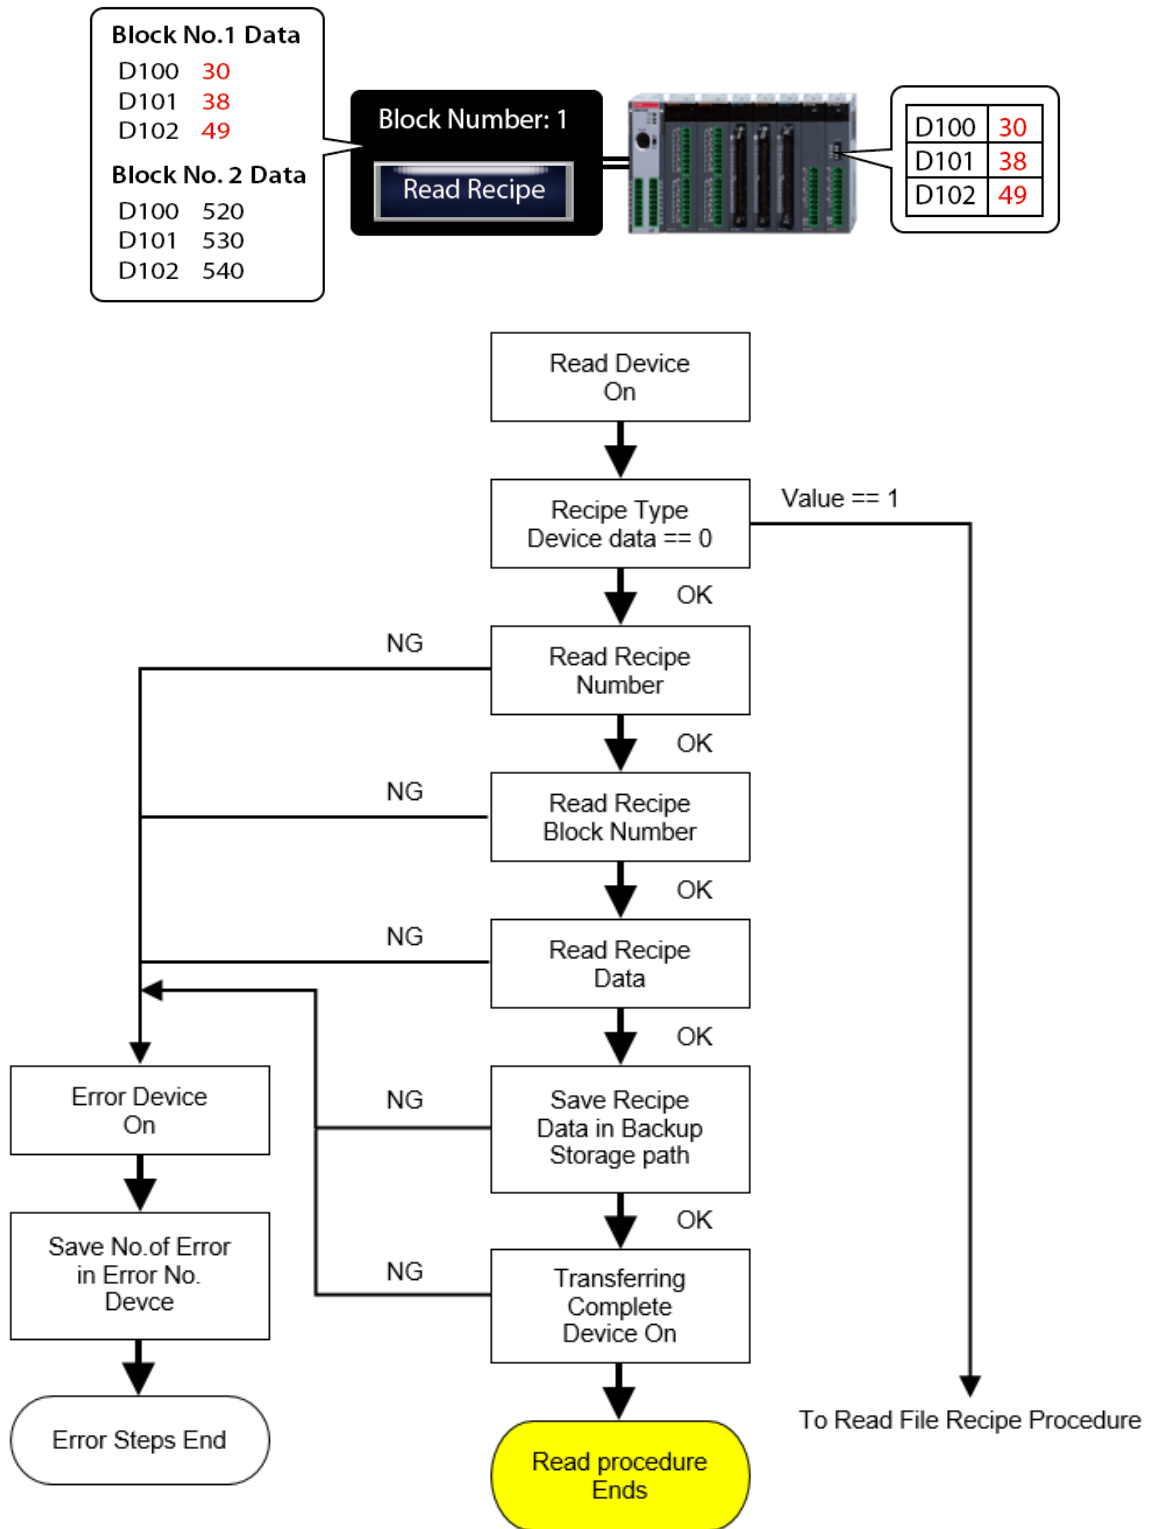 Block No.1 Data
D100 30
D101 38
D102 49
Block No. 2 Data
D100 520
D101 530
D102 540
Block Number: 1
Read Recipe
D100 30
D101 38
D102 49
Read Device
On
Recipe Type
Device data == 0
Value == 1
OK
NG
Read Recipe
Number
OK
NG
Read Recipe
Block Number
OK
NG
Read Recipe
Data
OK
Error Device
On
NG
Save Recipe
Data in Backup
Storage path
OK
Save No.of Error
in Error No.
Devce
NG
Transferring
Complete
Device On
Error Steps End
Read procedure
Ends
To Read File Recipe Procedure